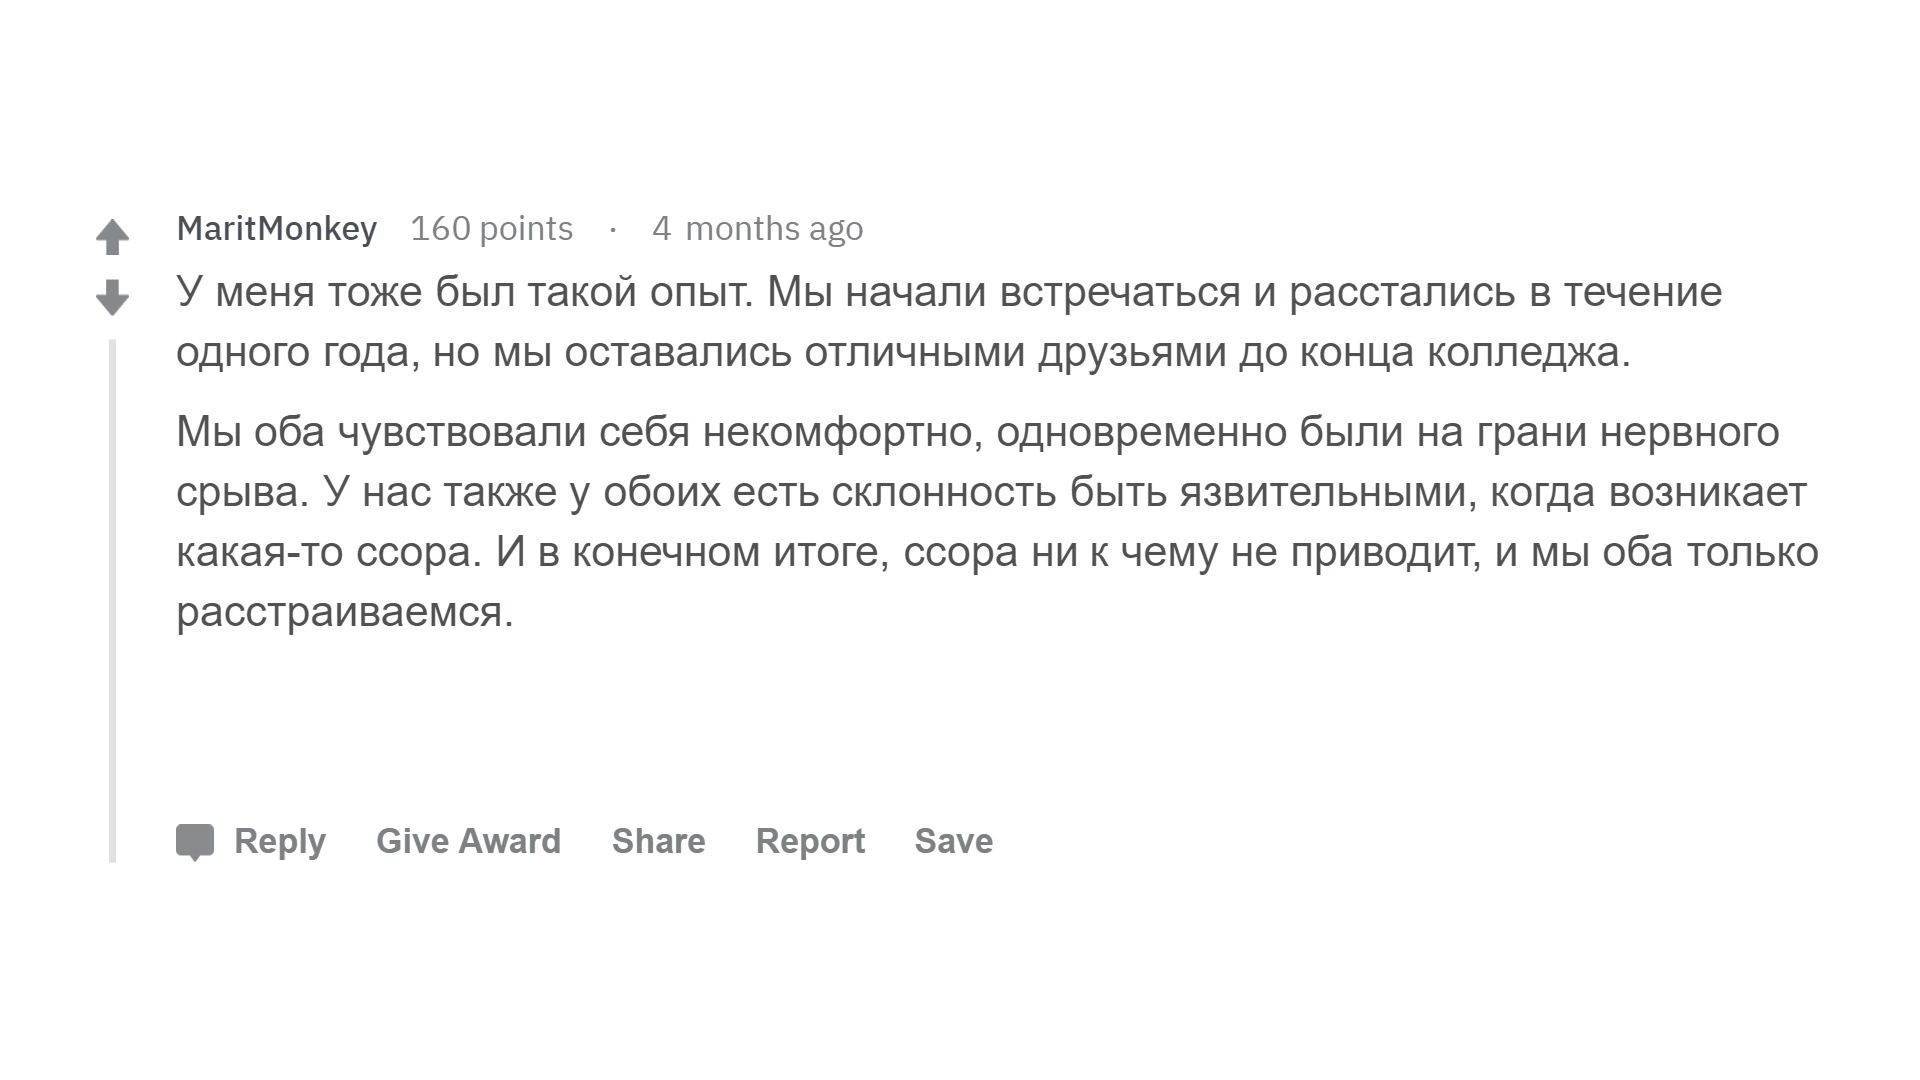 MaritMonkey 160 points · 4 months ago
У меня тоже был такой опыт. Мы начали встречаться и расстались в течение
одного года, но мы оставались отличными друзьями до конца колледжа.
Мы оба чувствовали себя некомфортно, одновременно были на грани нервного
срыва. У нас также у обоих есть склонность быть язвительными, когда возникает
какая-то ссора. И в конечном итоге, ссора ни к чему не приводит, и мы оба только
расстраиваемся.
Reply Give Award Share Report Save